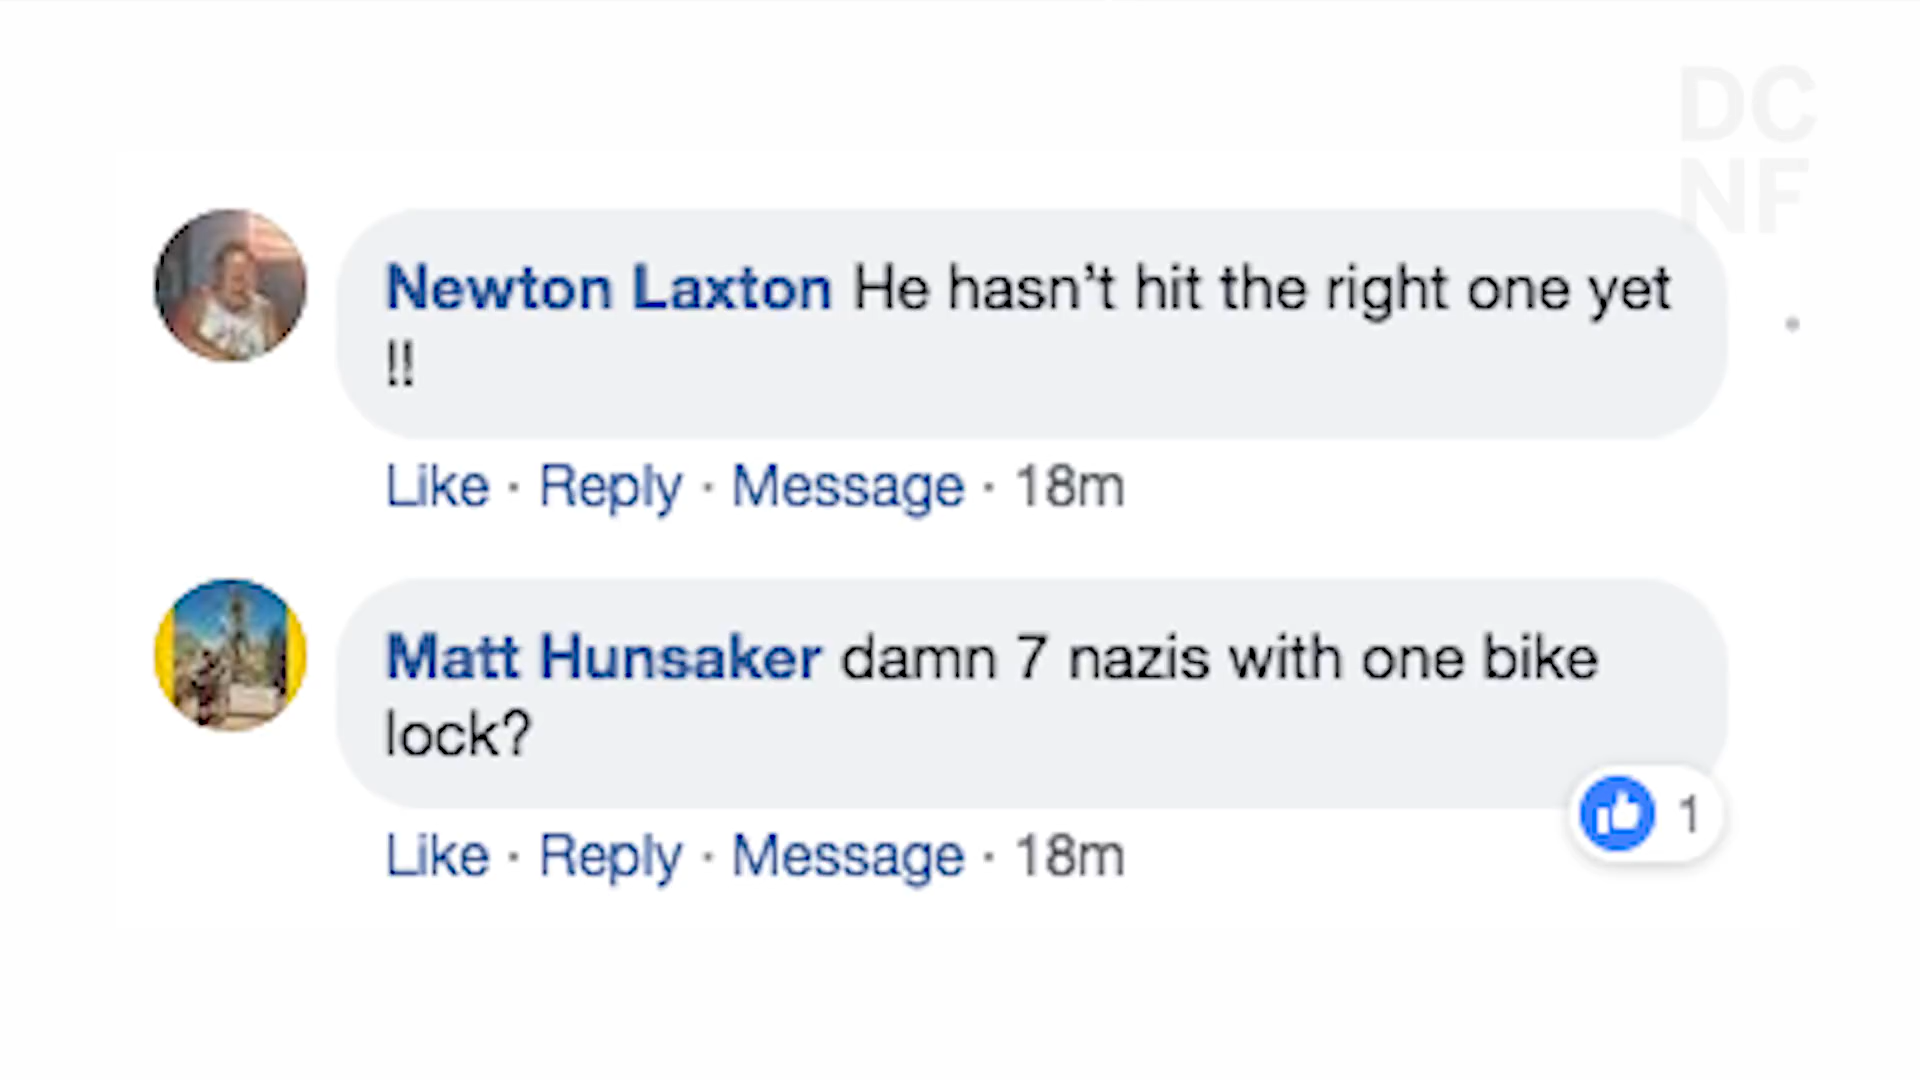 DC
NF
Newton Laxton He hasn't hit the right one yet
!!
Like · Reply · Message · 18m
Matt Hunsaker damn 7 nazis with one bike
lock?
1
Like · Reply · Message · 18m